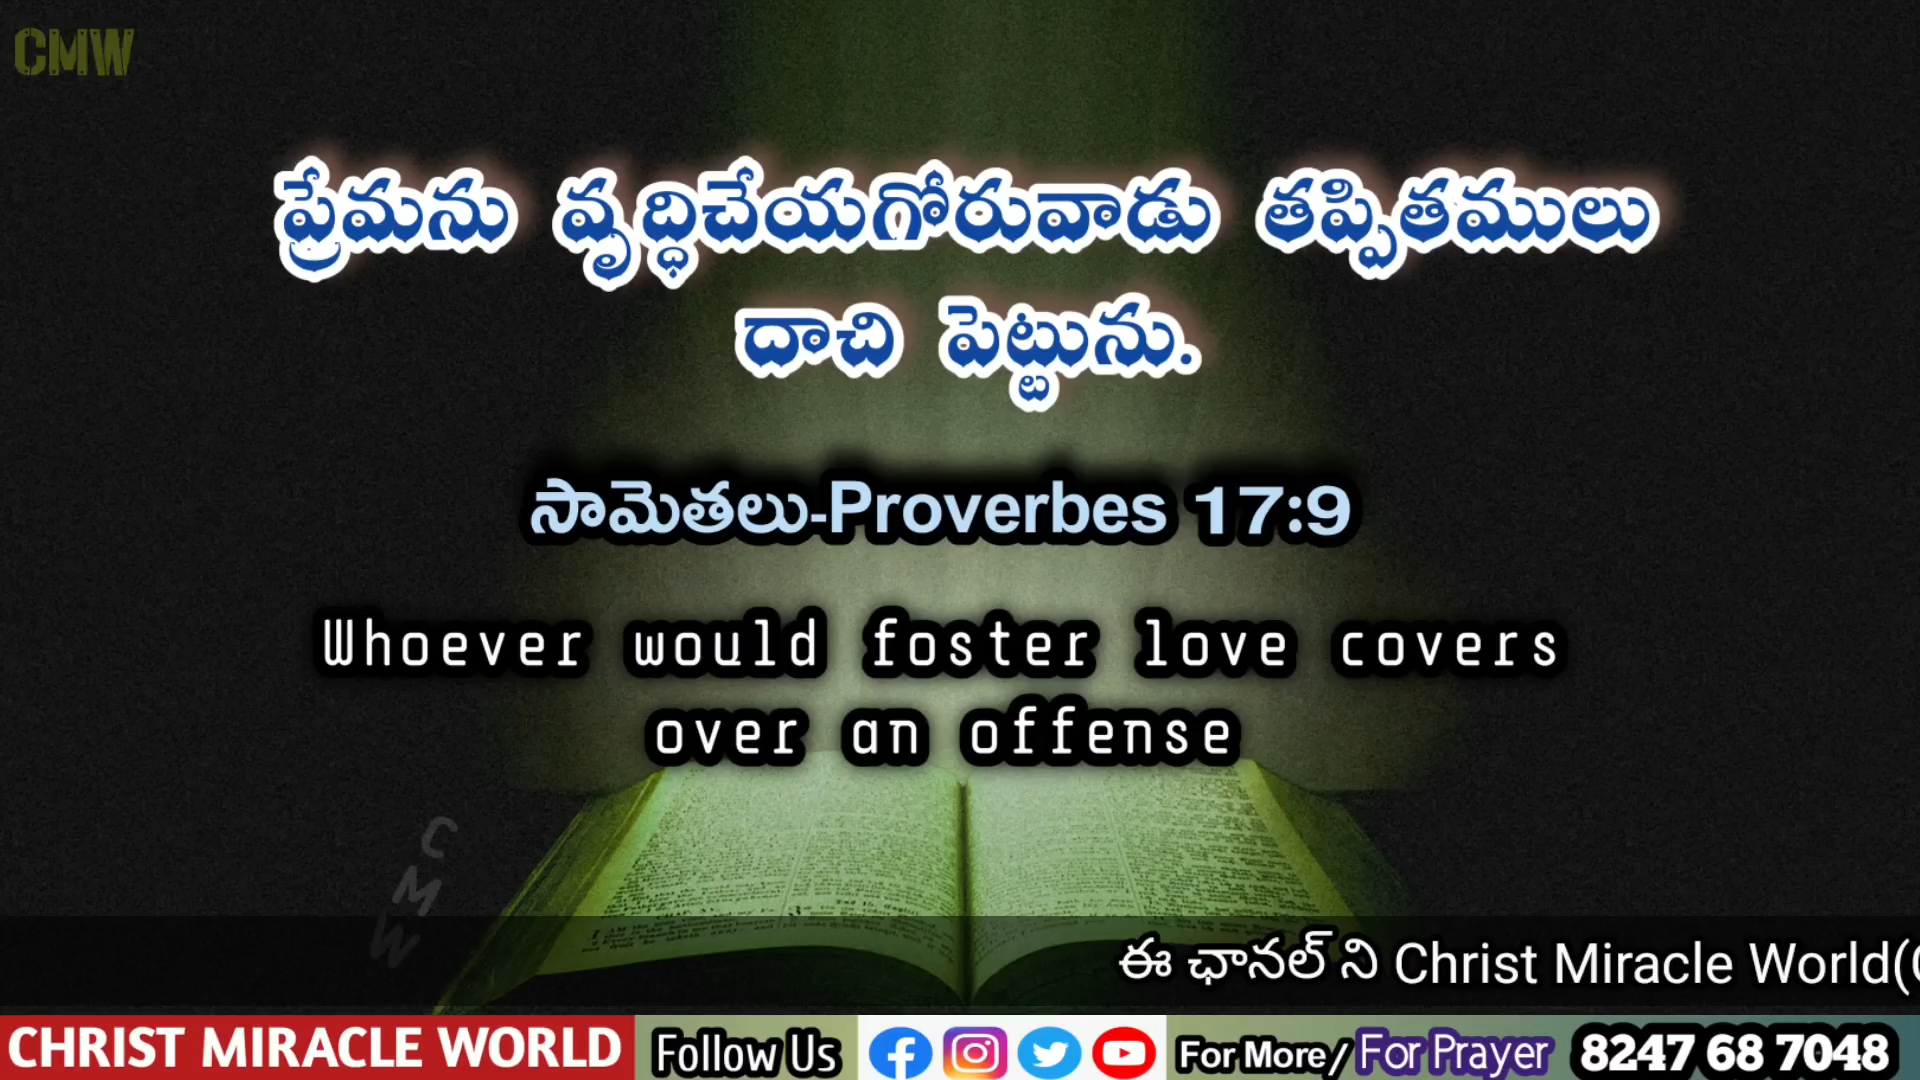 CMW
ప్రేమను వృద్ధిచేయగోరువాడు తప్పితములు
దాచి పెట్టును.
సామెతలు-Proverbes 17:9
Whoever would foster love covers
over an offense
CMW
ఈ ఛానల్ ని Christ Miracle World(
CHRIST MIRACLE WORLD Follow Us For More/ For Prayer 8247 68 7048